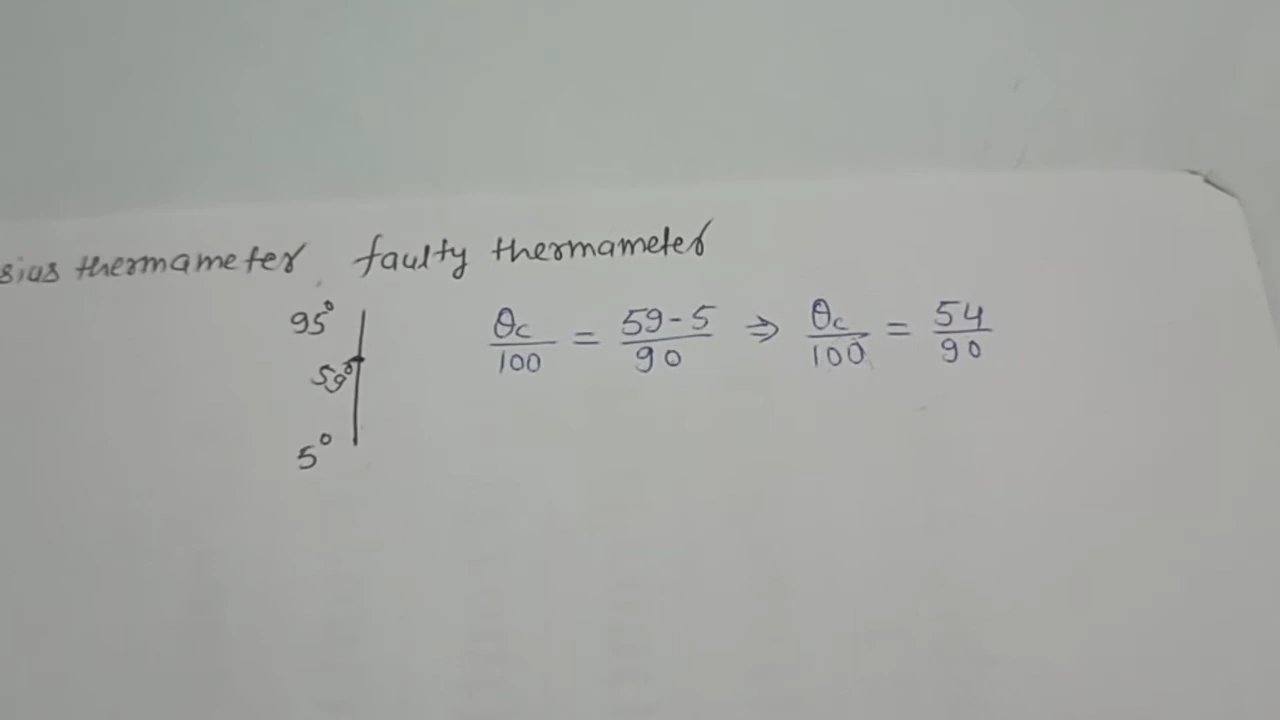 sius thermameter faulty thermameter
95°
59°
5°
θc/100 = 59-5/90 ⇒ θc/100 = 54/90